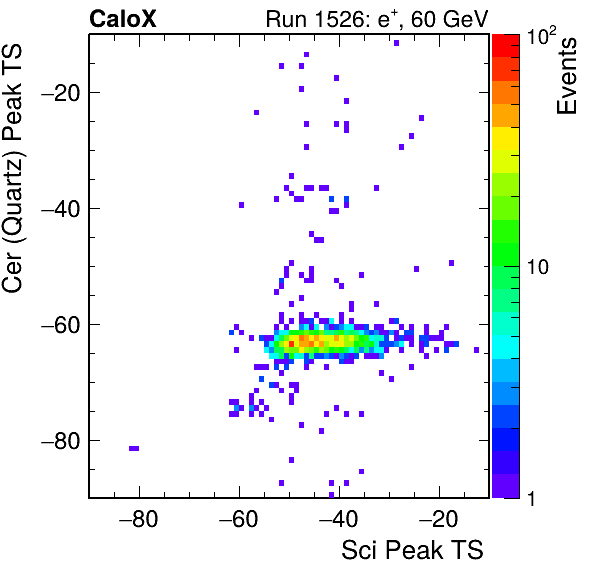 CaloX
Run 1526: e+, 60 GeV
Cer (Quartz) Peak TS
−20
−40
−60
−80
−80
−60
−40
−20
Sci Peak TS
Events
10²
10
1